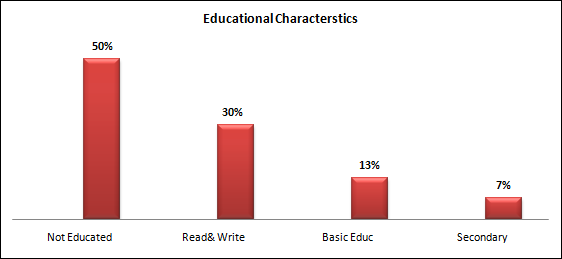 Educational Characterstics
50%
30%
13%
7%
Not Educated
Read& Write
Basic Educ
Secondary